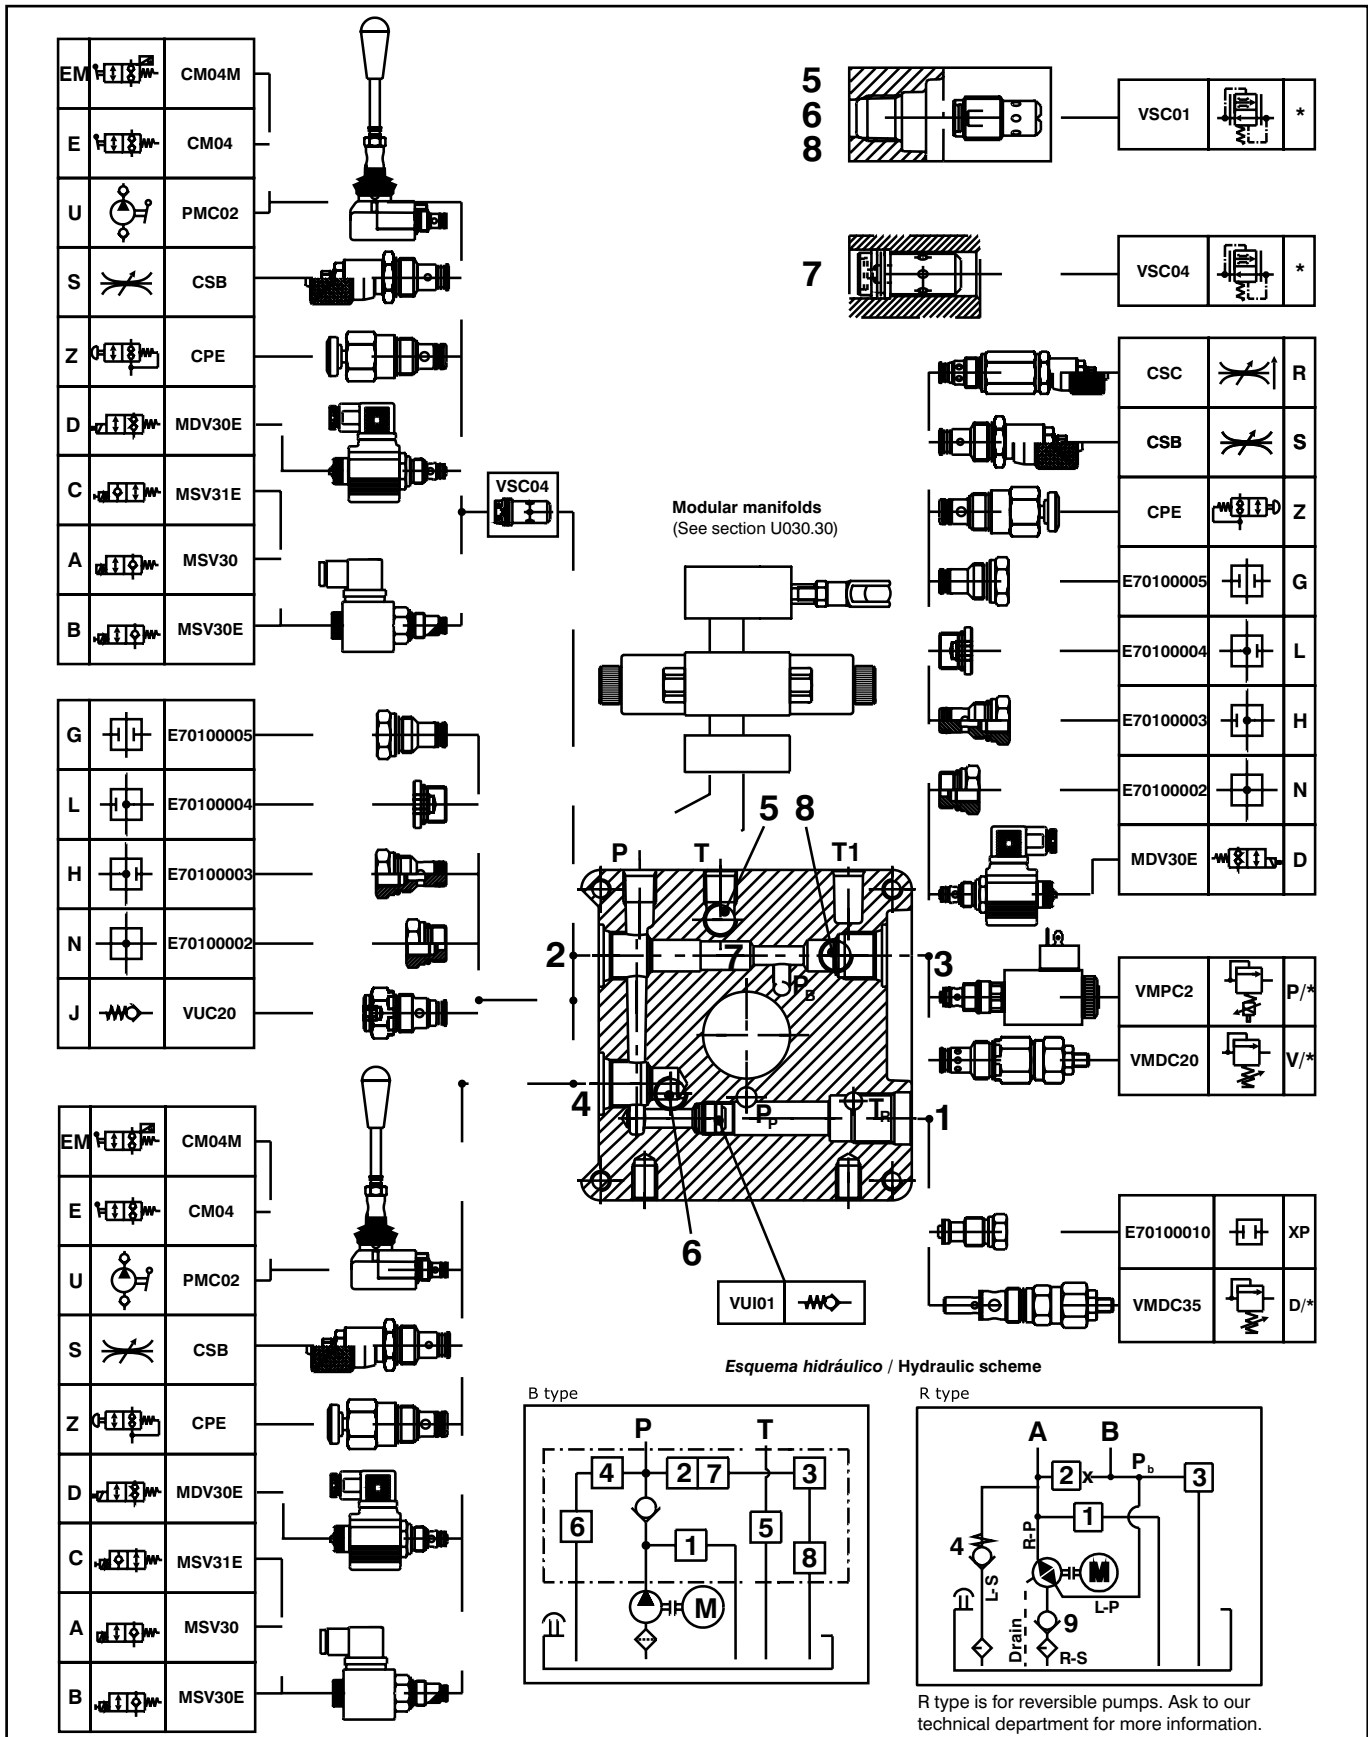 EM CM04M
E CM04
U PMC02
S CSB
Z CPE
D MDV30E
C MSV31E
A MSV30
B MSV30E
VSC04
5
6
8
VSC01 *
7
VSC04 *
CSC R
CSB S
CPE Z
E70100005 G
E70100004 L
E70100003 H
E70100002 N
MDV30E D
VMPC2 P/*
VMDC20 V/*
E70100010 XP
VMDC35 D/*
Modular manifolds
(See section U030.30)
G E70100005
L E70100004
H E70100003
N E70100002
J VUC20
5 8
P T T1
2 7 3
PB
4 PP TR 1
6
VUI01
EM CM04M
E CM04
U PMC02
S CSB
Z CPE
D MDV30E
C MSV31E
A MSV30
B MSV30E
Esquema hidráulico / Hydraulic scheme
B type
P T
4 2 7 3
6 1 5 8
M
R type
A B
Pb
2 x 3
1
R-P
4
L-S
M
L-P
9
Drain
R-S
R type is for reversible pumps. Ask to our
technical department for more information.